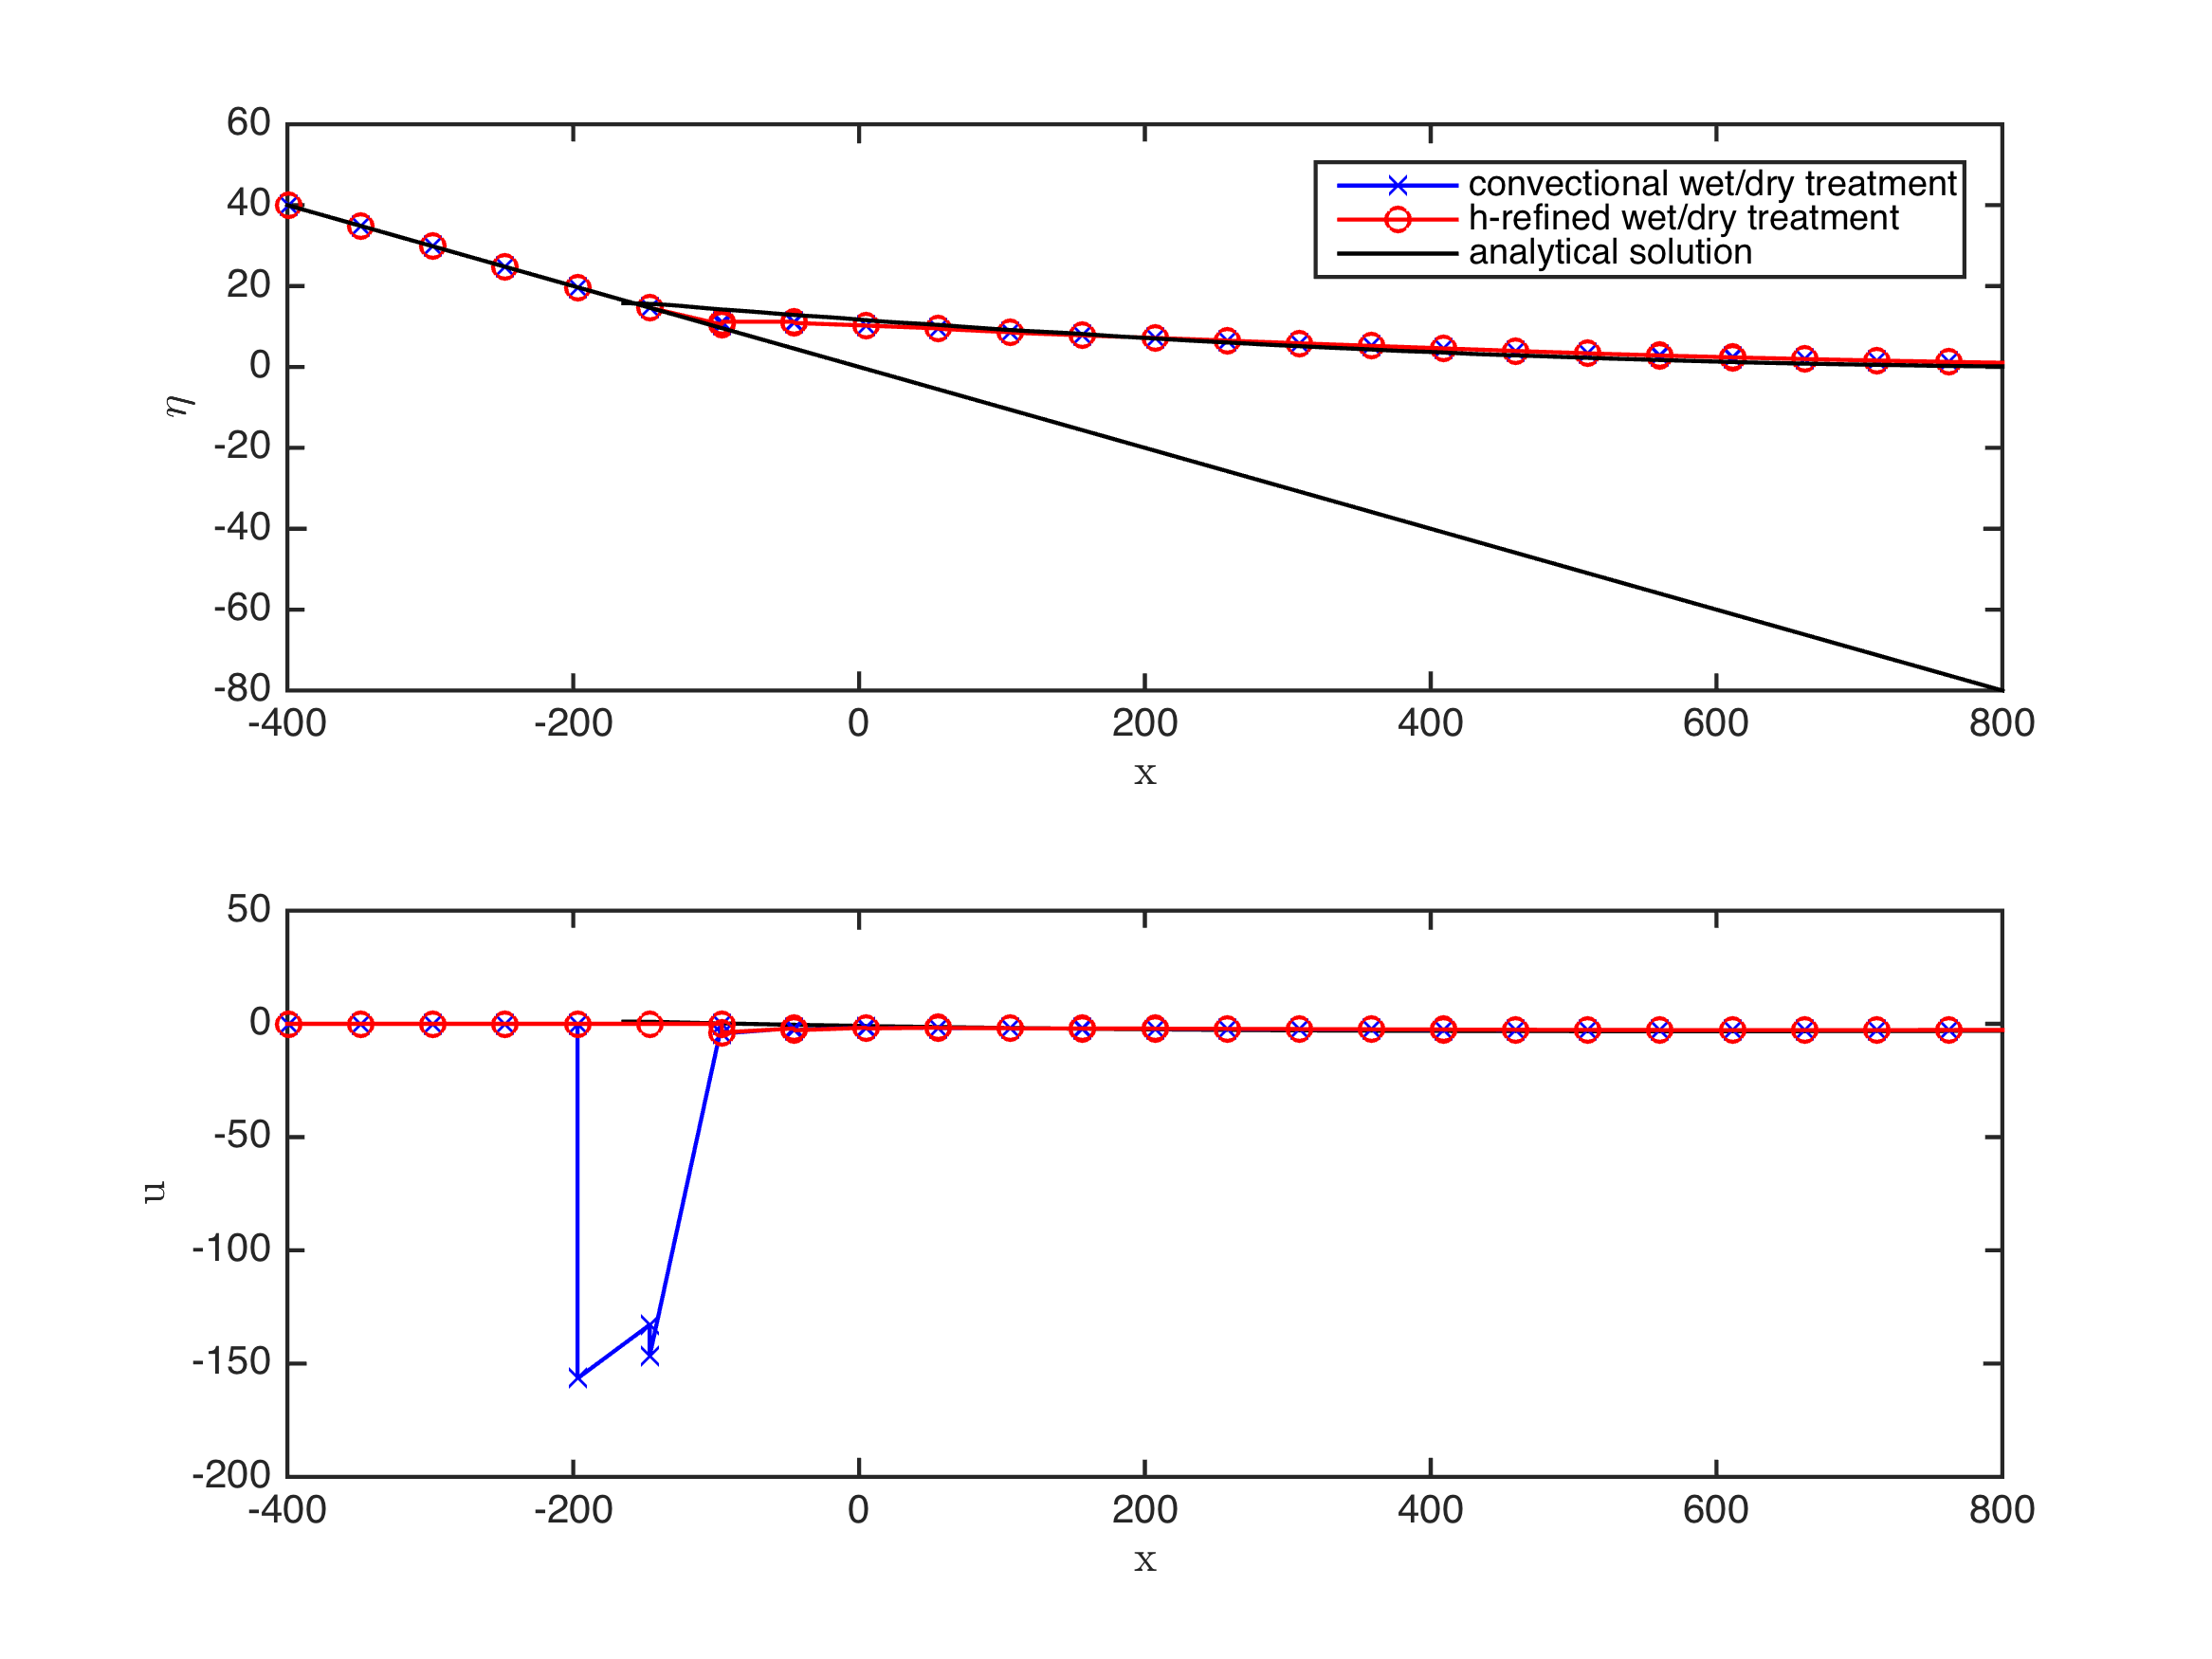 60
40
20
0
-20
-40
-60
-80
-400 -200 0 200 400 600 800
η
x
convectional wet/dry treatment
h-refined wet/dry treatment
analytical solution
50
0
-50
-100
-150
-200
-400 -200 0 200 400 600 800
u
x